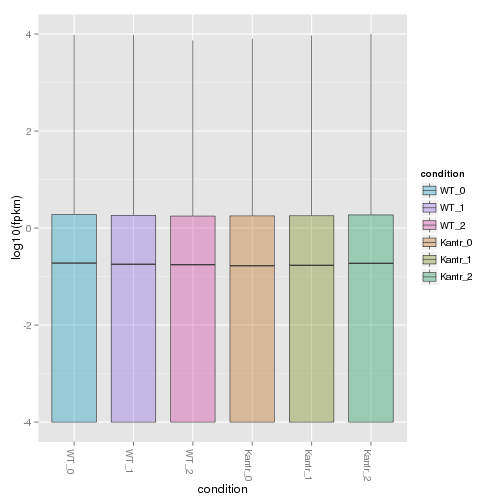 4
2
0
-2
-4
log10(fpkm)
WT_0
WT_1
WT_2
Kantr_0
Kantr_1
Kantr_2
condition
condition
WT_0
WT_1
WT_2
Kantr_0
Kantr_1
Kantr_2